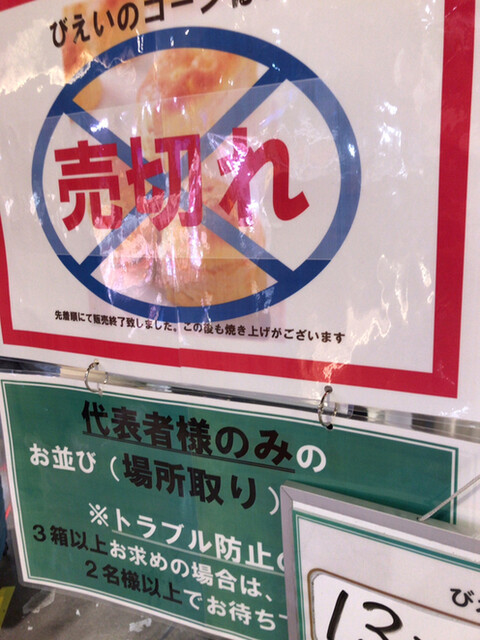 びえいのコーンぱ
売切れ
先着順にて販売終了致しました。この後も焼き上げがございます
代表者様のみの
お並び（場所取り）
※トラブル防止の
3箱以上お求めの場合は、
2名様以上でお待ち
びえ
13